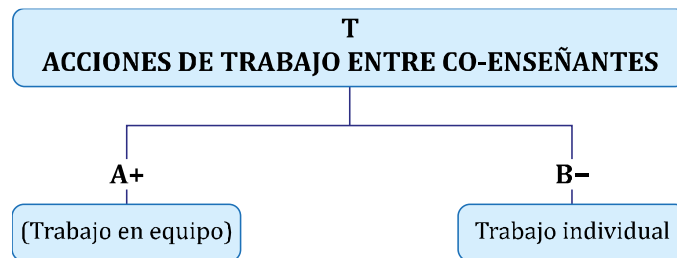 T
ACCIONES DE TRABAJO ENTRE CO-ENSEÑANTES
A+
B–
(Trabajo en equipo)
Trabajo individual